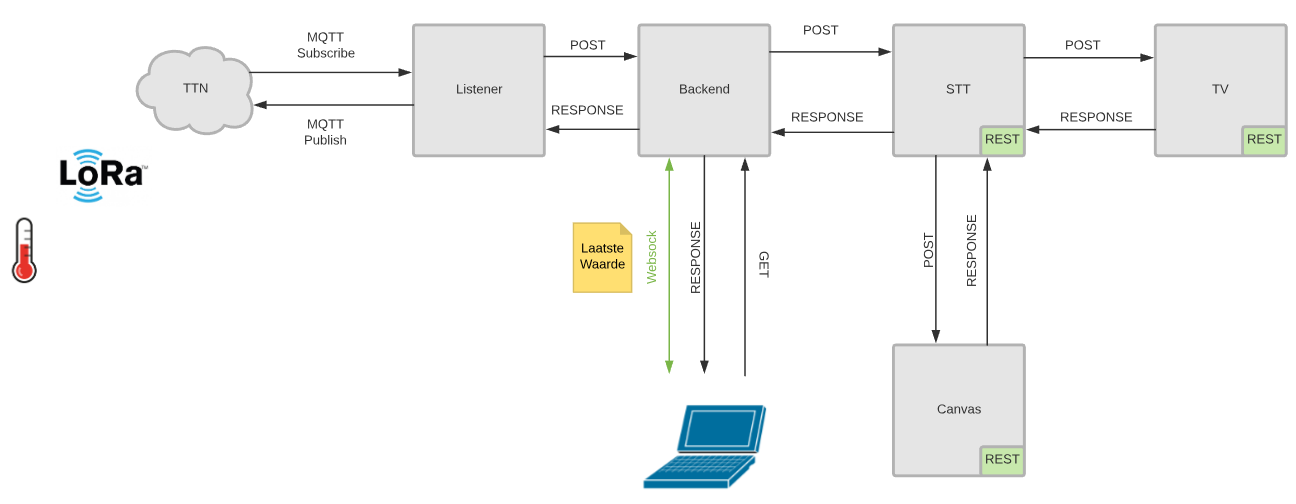 MQTT
Subscribe
POST
POST
POST
TTN
Listener
Backend
STT
TV
RESPONSE
RESPONSE
RESPONSE
MQTT
Publish
REST
REST
LoRa™
Laatste
Waarde
Websock
RESPONSE
GET
POST
RESPONSE
Canvas
REST